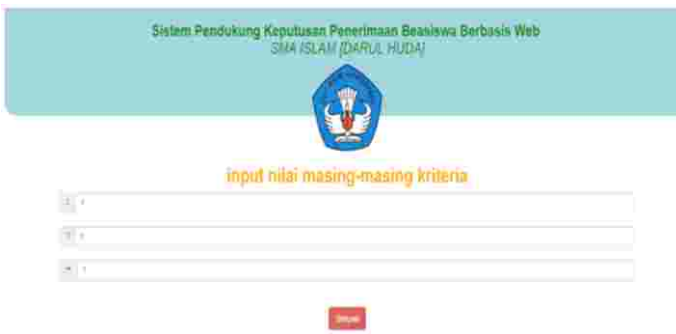 Sistem Pendukung Keputusan Penerimaan Beasiswa Berbasis Web
SMA ISLAM [DARUL HUDA]
input nilai masing-masing kriteria